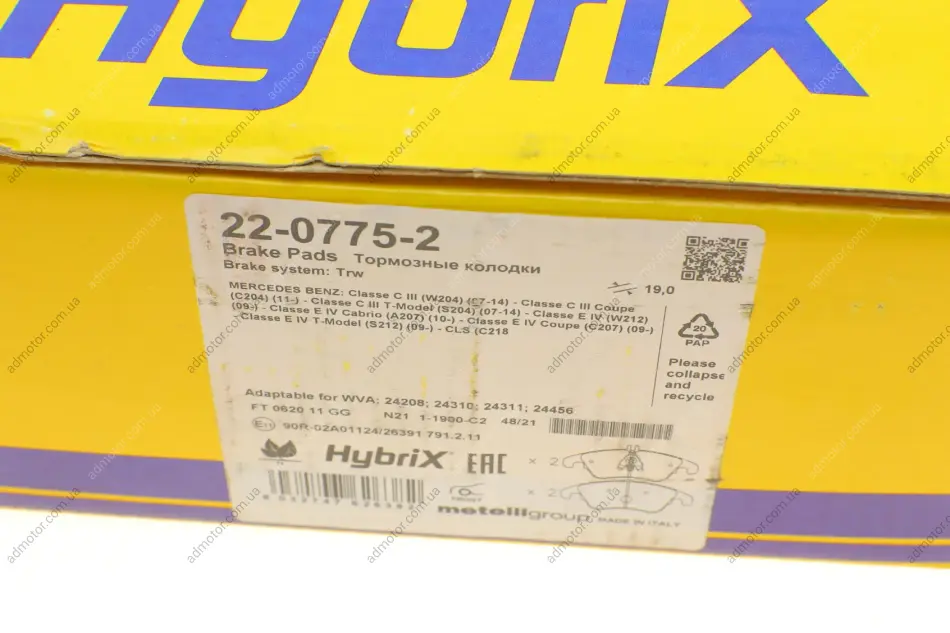 HybriX
22-0775-2
Brake Pads Тормозные колодки
Brake system: Trw
19,0
MERCEDES BENZ: Classe C III (W204) (07-14) - Classe C III Coupe
(C204) (11-) - Classe C III T-Model (S204) (07-14) - Classe E IV (W212)
(09-) - Classe E IV Cabrio (A207) (10-) - Classe E IV Coupe (C207) (09-)
- Classe E IV T-Model (S212) (09-) - CLS (C218
20
PAP
Please
collapse
and
recycle
Adaptable for WVA; 24208; 24310; 24311; 24456
FT 0620 11 GG N21 1-1900-C2 48/21
E11 90R-02A01124/26391 791.2.11
HybriX EAC
x 2
x 2
FRONT
metelligroup MADE IN ITALY
admotor.com.ua